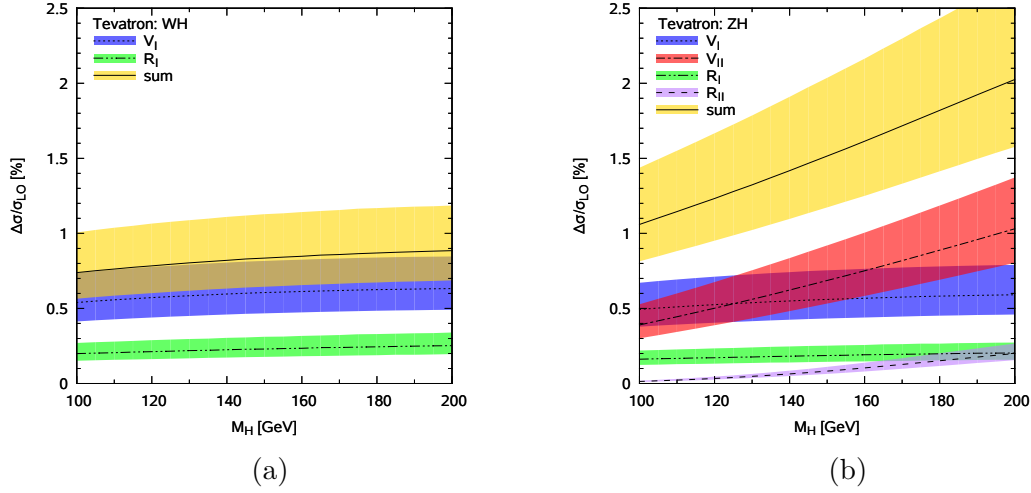 Tevatron: WH
V_I
R_I
sum
Δσ/σ_LO [%]
2.5
2
1.5
1
0.5
0
100 120 140 160 180 200
M_H [GeV]
(a)
Tevatron: ZH
V_I
V_II
R_I
R_II
sum
Δσ/σ_LO [%]
2.5
2
1.5
1
0.5
0
100 120 140 160 180 200
M_H [GeV]
(b)